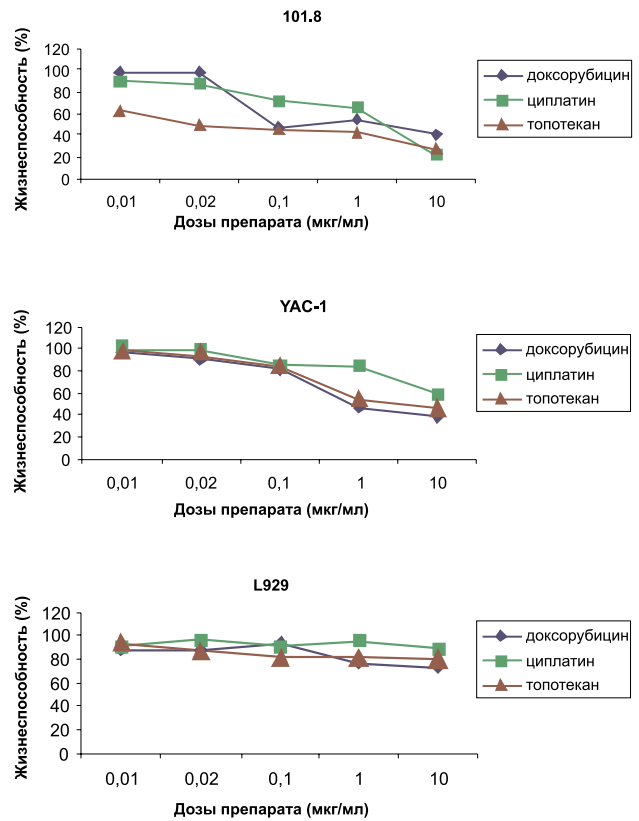 101.8
Жизнеспособность (%)
120
100
80
60
40
20
0
0,01 0,02 0,1 1 10
Дозы препарата (мкг/мл)
доксорубицин
циплатин
топотекан
YAC-1
Жизнеспособность (%)
120
100
80
60
40
20
0
0,01 0,02 0,1 1 10
Дозы препарата (мкг/мл)
доксорубицин
циплатин
топотекан
L929
Жизнеспособность (%)
120
100
80
60
40
20
0
0,01 0,02 0,1 1 10
Дозы препарата (мкг/мл)
доксорубицин
циплатин
топотекан